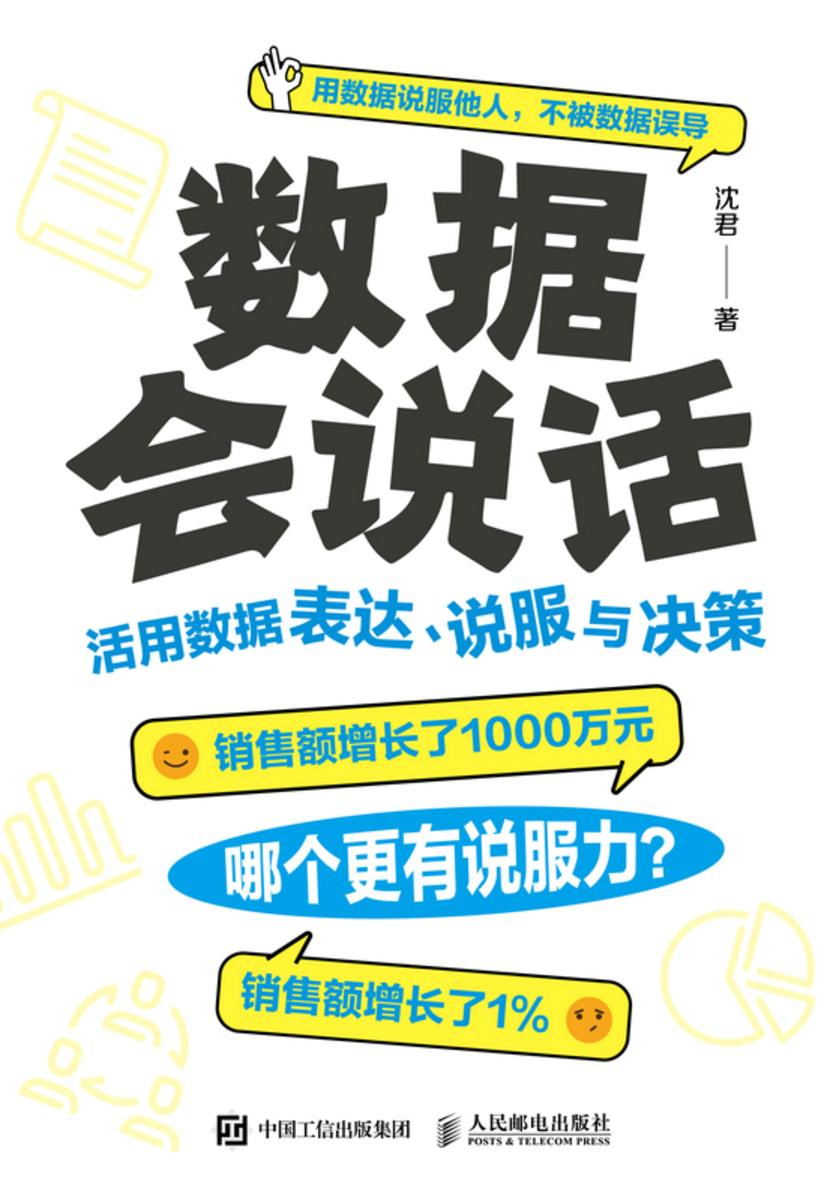 用数据说服他人，不被数据误导
数据
会说话
沈君——著
活用数据表达、说服与决策
销售额增长了1000万元
哪个更有说服力？
销售额增长了1%
中国工信出版集团
人民邮电出版社
POSTS & TELECOM PRESS